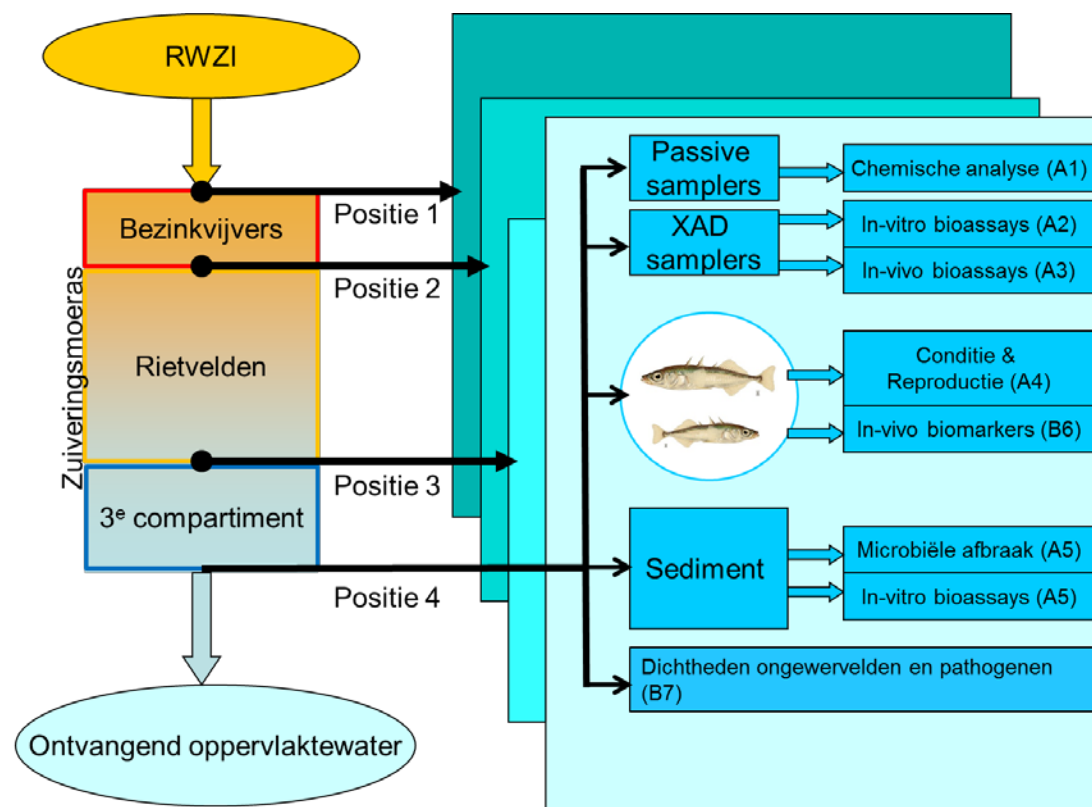 RWZI
Zuiveringsmoeras
Bezinkvijvers
Rietvelden
3e compartiment
Ontvangend oppervlaktewater
Positie 1
Positie 2
Positie 3
Positie 4
Passive
samplers
Chemische analyse (A1)
XAD
samplers
In-vitro bioassays (A2)
In-vivo bioassays (A3)
Conditie &
Reproductie (A4)
In-vivo biomarkers (B6)
Sediment
Microbiële afbraak (A5)
In-vitro bioassays (A5)
Dichtheden ongewervelden en pathogenen
(B7)